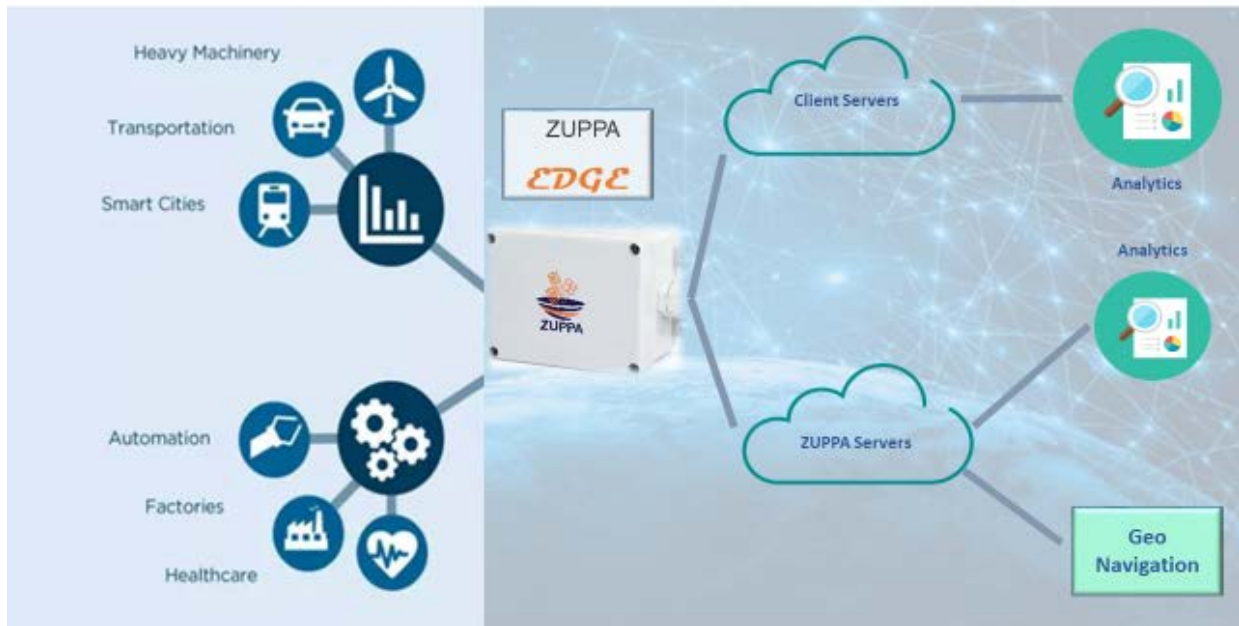 Heavy Machinery
Transportation
Smart Cities
Automation
Factories
Healthcare
ZUPPA
EDGE
ZUPPA
Client Servers
Analytics
Analytics
ZUPPA Servers
Geo
Navigation